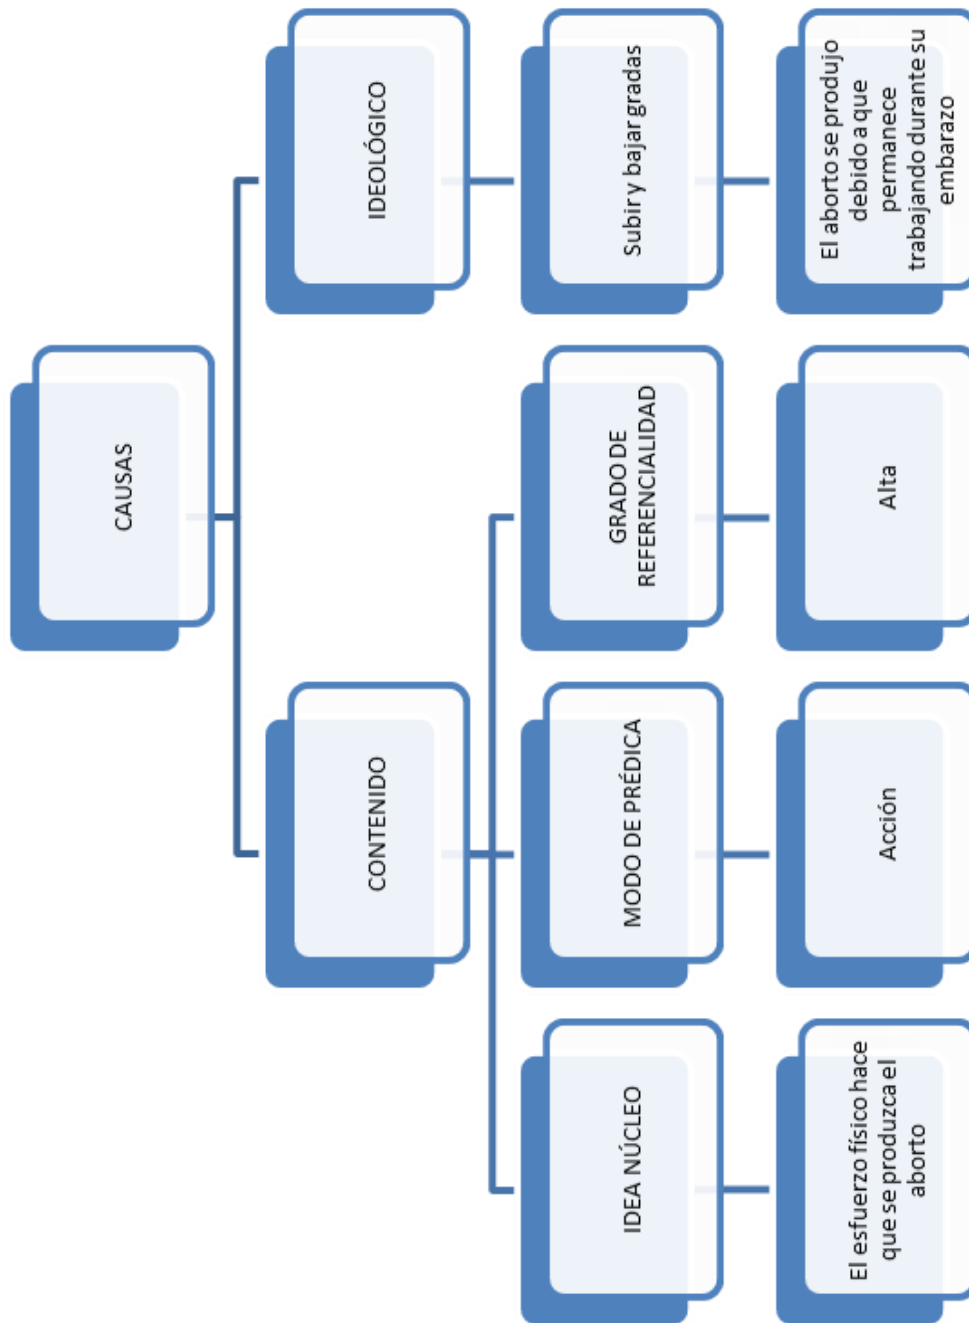 CAUSAS
CONTENIDO
IDEOLÓGICO
IDEA NÚCLEO
MODO DE PRÉDICA
GRADO DE
REFERENCIALIDAD
Subir y bajar gradas
El esfuerzo físico hace
que se produzca el
aborto
Acción
Alta
El aborto se produjo
debido a que
permanece
trabajando durante su
embarazo